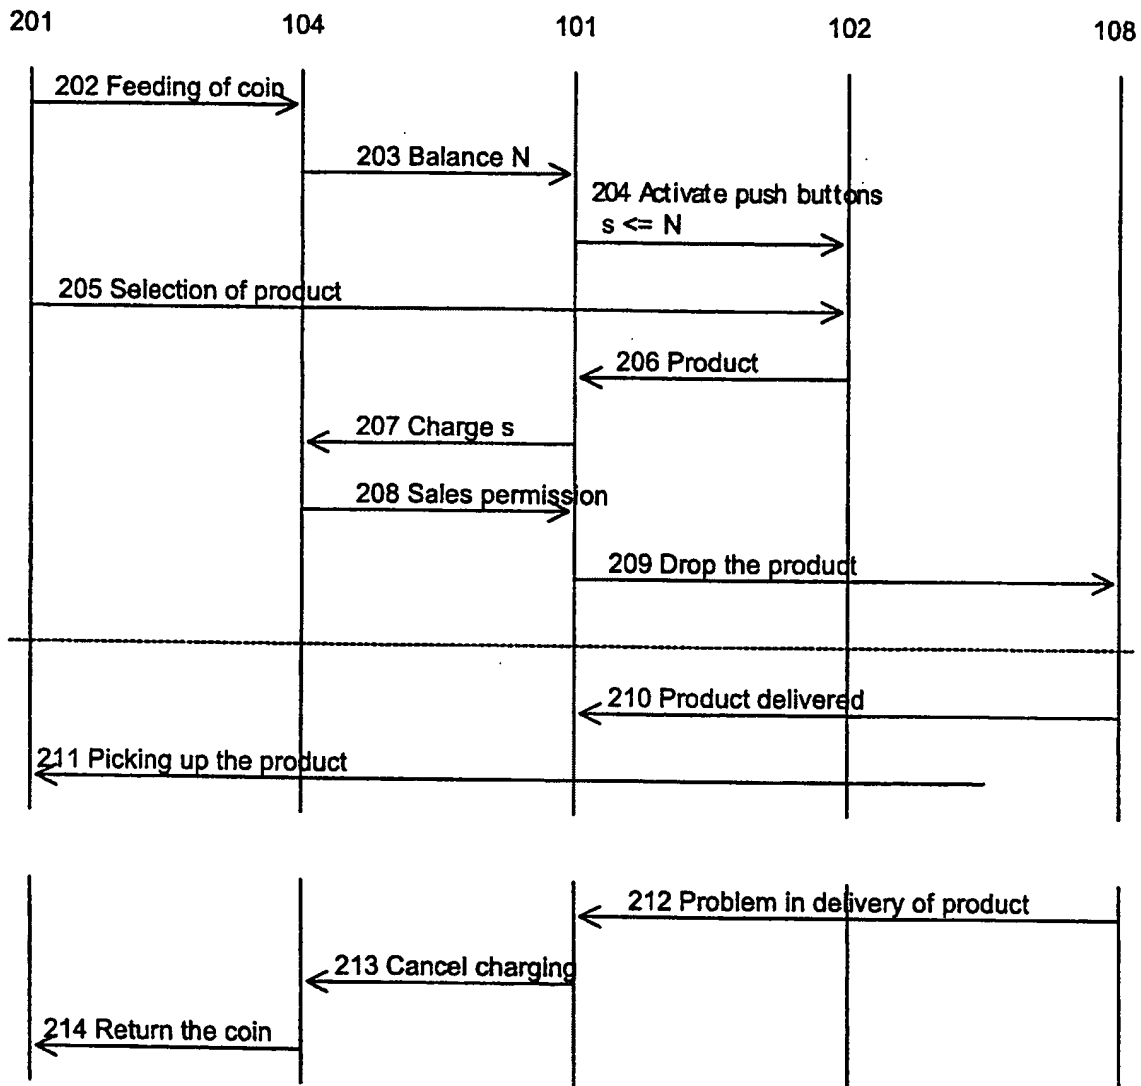 201 104 101 102 108
202 Feeding of coin
203 Balance N
204 Activate push buttons
s <= N
205 Selection of product
206 Product
207 Charge s
208 Sales permission
209 Drop the product
210 Product delivered
211 Picking up the product
212 Problem in delivery of product
213 Cancel charging
214 Return the coin